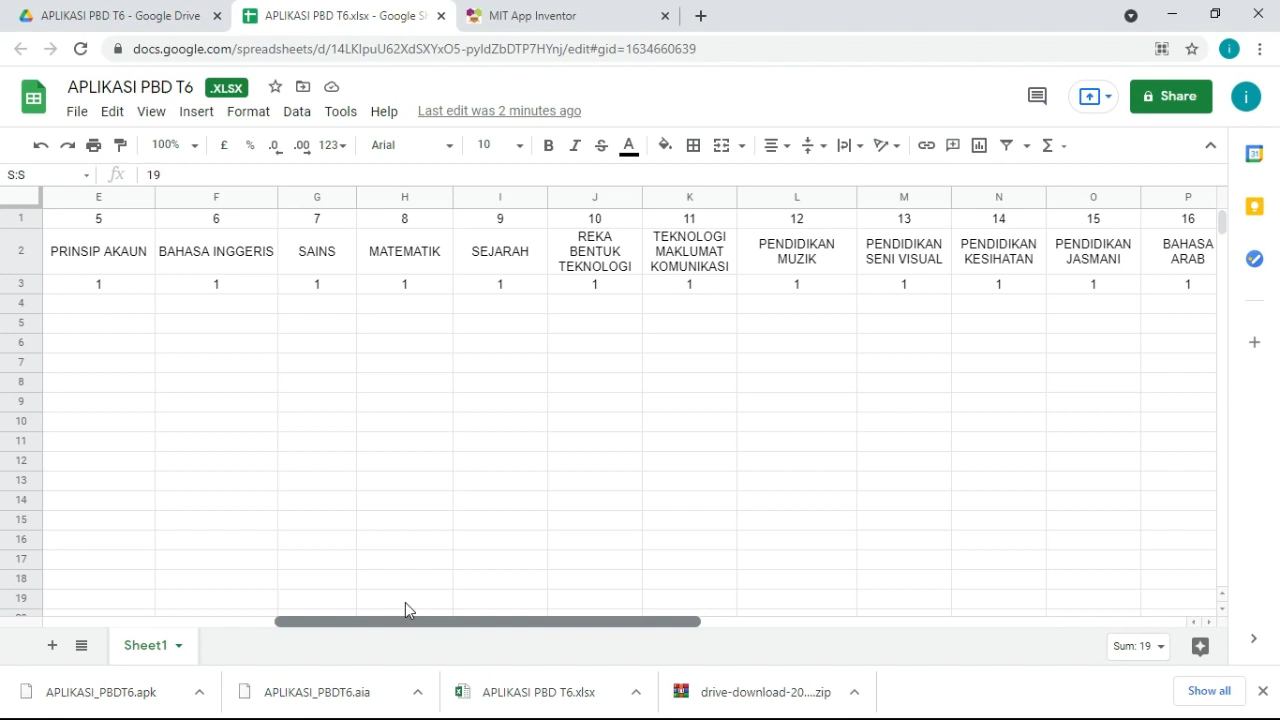 APLIKASI PBD T6 - Google Drive
APLIKASI PBD T6.xlsx - Google Sh
MIT App Inventor
docs.google.com/spreadsheets/d/14LKlpuU62XdSXYxO5-pyldZbDTP7HYnj/edit#gid=1634660639
i
APLIKASI PBD T6 .XLSX
File Edit View Insert Format Data Tools Help Last edit was 2 minutes ago
Share
i
100% £ % .0 .00 123 Arial 10 B I S A
31
S:S fx 19
E F G H I J K L M N O P
1 5 6 7 8 9 10 11 12 13 14 15 16
2 PRINSIP AKAUN BAHASA INGGERIS SAINS MATEMATIK SEJARAH REKA BENTUK TEKNOLOGI TEKNOLOGI MAKLUMAT KOMUNIKASI PENDIDIKAN MUZIK PENDIDIKAN SENI VISUAL PENDIDIKAN KESIHATAN PENDIDIKAN JASMANI BAHASA ARAB
3 1 1 1 1 1 1 1 1 1 1 1 1
4
5
6
7
8
9
10
11
12
13
14
15
16
17
18
19
Sheet1
Sum: 19
APLIKASI_PBDT6.apk
APLIKASI_PBDT6.aia
APLIKASI PBD T6.xlsx
drive-download-20....zip
Show all